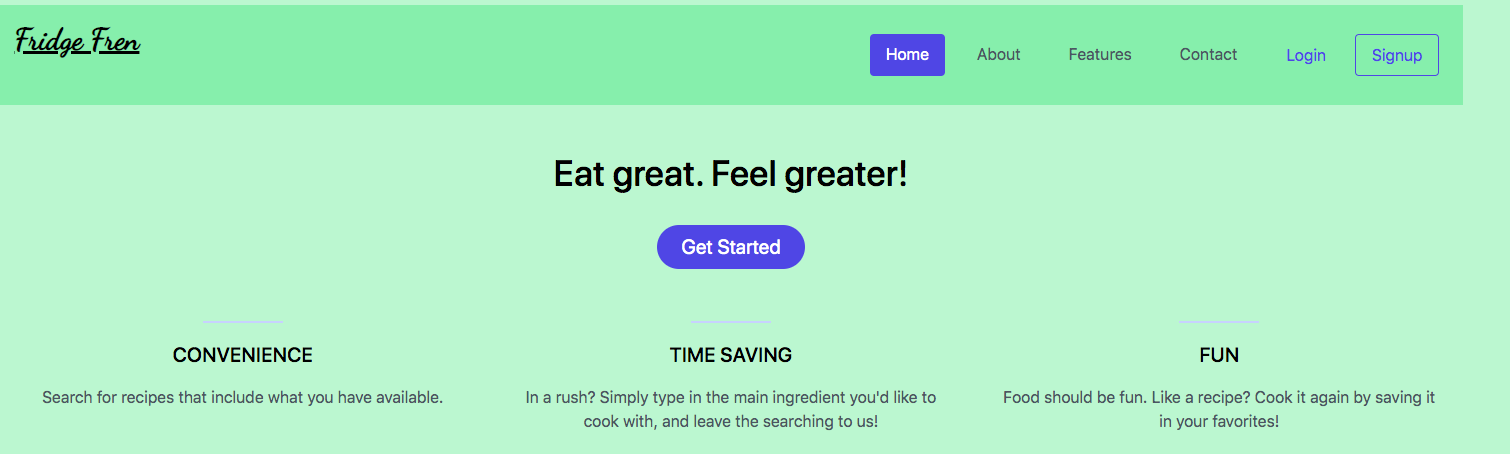 Fridge Fren
Home About Features Contact Login Signup
Eat great. Feel greater!
Get Started
CONVENIENCE
Search for recipes that include what you have available.
TIME SAVING
In a rush? Simply type in the main ingredient you'd like to
cook with, and leave the searching to us!
FUN
Food should be fun. Like a recipe? Cook it again by saving it
in your favorites!